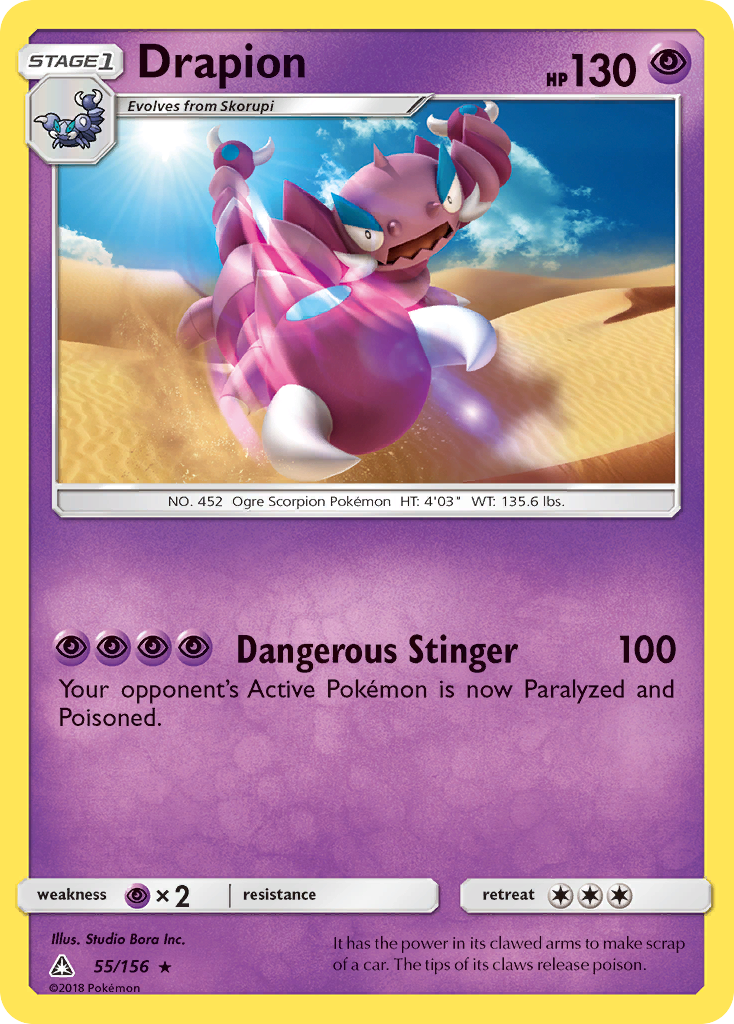 STAGE1
Drapion
HP 130
Evolves from Skorupi
NO. 452 Ogre Scorpion Pokémon HT: 4'03" WT: 135.6 lbs.
Dangerous Stinger 100
Your opponent's Active Pokémon is now Paralyzed and
Poisoned.
weakness × 2 resistance retreat
Illus. Studio Bora Inc.
55/156 ★
©2018 Pokémon
It has the power in its clawed arms to make scrap
of a car. The tips of its claws release poison.